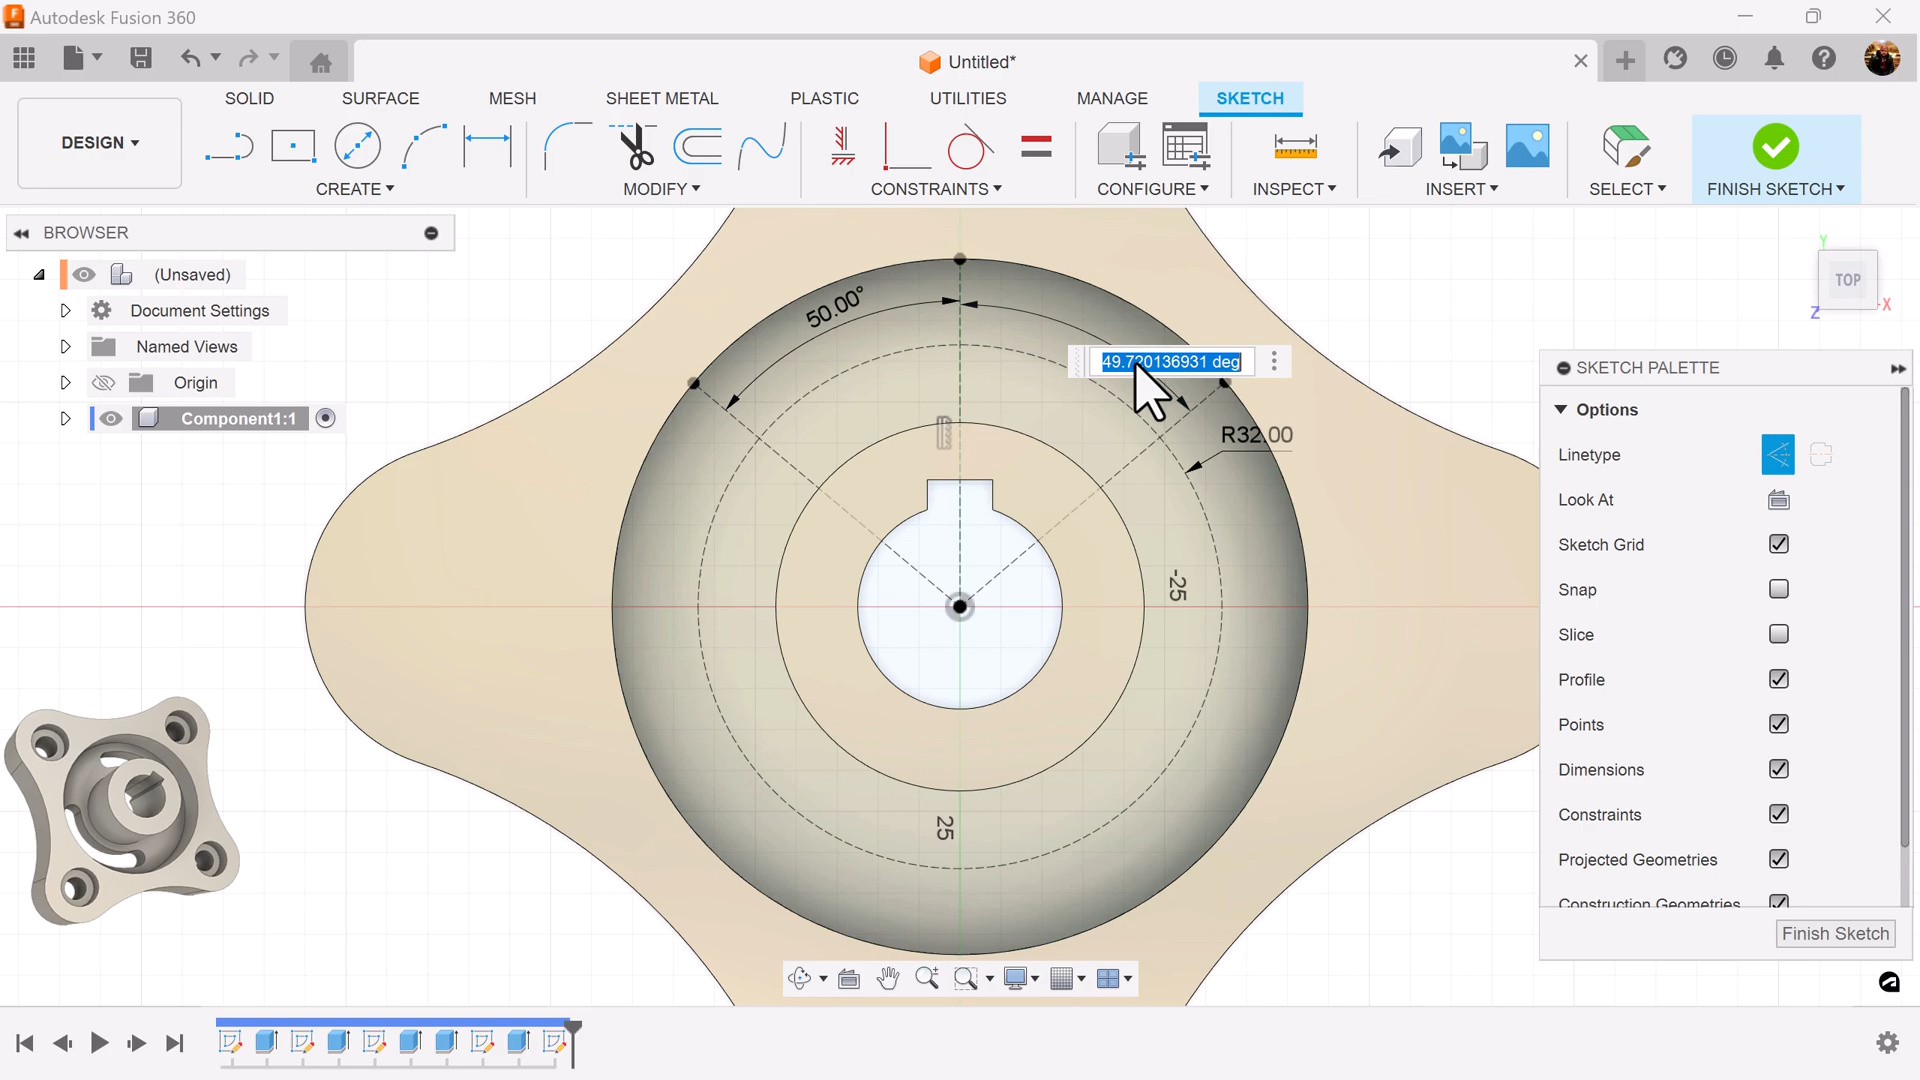 Autodesk Fusion 360
Untitled*
SOLID
SURFACE
MESH
SHEET METAL
PLASTIC
UTILITIES
MANAGE
SKETCH
DESIGN
CREATE
MODIFY
CONSTRAINTS
CONFIGURE
INSPECT
INSERT
SELECT
FINISH SKETCH
BROWSER
(Unsaved)
Document Settings
Named Views
Origin
Component1:1
50.00°
49.720136931 deg
R32.00
-25
25
Y
TOP
Z
-X
SKETCH PALETTE
Options
Linetype
Look At
Sketch Grid
Snap
Slice
Profile
Points
Dimensions
Constraints
Projected Geometries
Construction Geometries
Finish Sketch